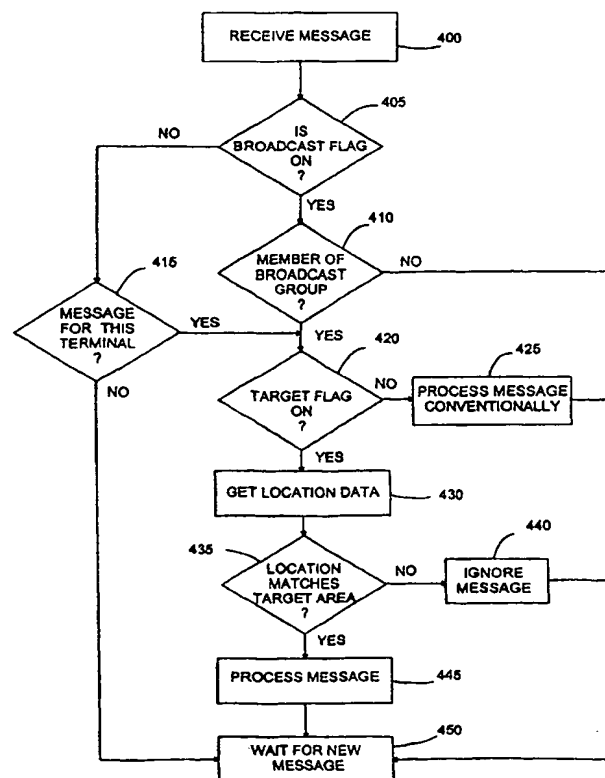 RECEIVE MESSAGE
400
405
NO
IS
BROADCAST FLAG
ON
?
YES
410
MEMBER OF
BROADCAST
GROUP
?
NO
415
MESSAGE
FOR THIS
TERMINAL
?
YES
YES
NO
420
TARGET FLAG
ON
?
NO
425
PROCESS MESSAGE
CONVENTIONALLY
YES
GET LOCATION DATA
430
435
LOCATION
MATCHES
TARGET AREA
?
NO
440
IGNORE
MESSAGE
YES
PROCESS MESSAGE
445
450
WAIT FOR NEW
MESSAGE